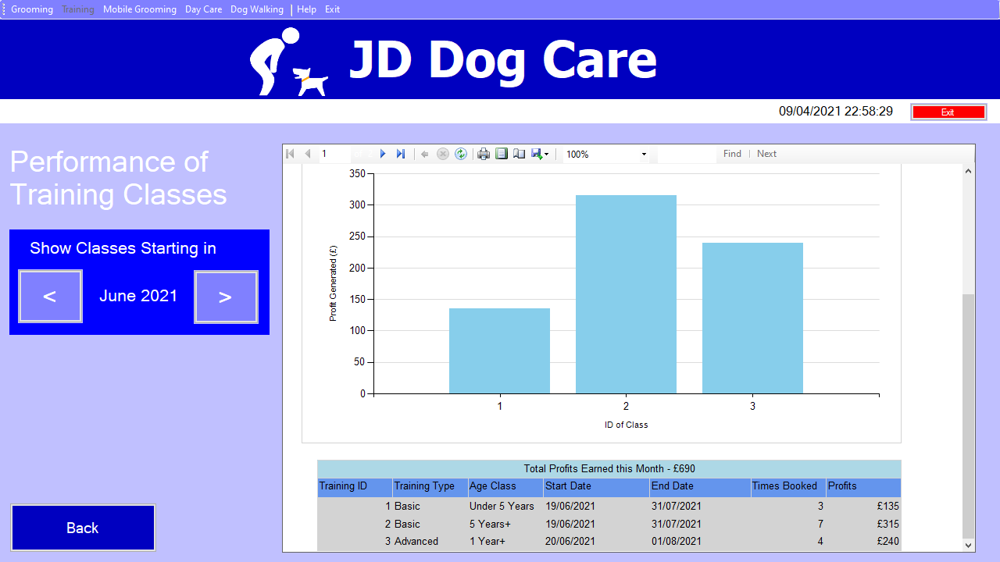 Grooming Training Mobile Grooming Day Care Dog Walking Help Exit
JD Dog Care
09/04/2021 22:58:29 Exit
Performance of
Training Classes
Show Classes Starting in
< June 2021 >
Back
1 100% Find Next
350
300
250
200
150
100
50
0
Profit Generated (£)
1 2 3
ID of Class
Total Profits Earned this Month - £690
Training ID Training Type Age Class Start Date End Date Times Booked Profits
1 Basic Under 5 Years 19/06/2021 31/07/2021 3 £135
2 Basic 5 Years+ 19/06/2021 31/07/2021 7 £315
3 Advanced 1 Year+ 20/06/2021 01/08/2021 4 £240